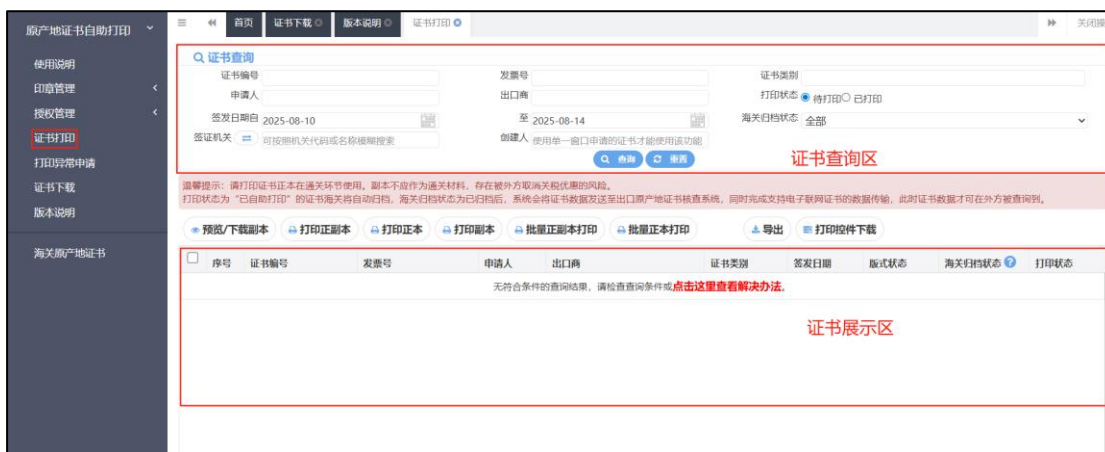 原产地证书自助打印
首页 证书下载 版本说明 证书打印 关闭操
使用说明
印章管理
授权管理
证书打印
打印异常申请
证书下载
版本说明
海关原产地证书
证书查询
证书编号 发票号 证书类别
申请人 出口商 打印状态 待打印 已打印
签发日期自 2025-08-10 至 2025-08-14 海关归档状态 全部
签证机关 可按照机关代码或名称模糊搜索 创建人 使用单一窗口申请的证书才能使用该功能
查询 重置 证书查询区
温馨提示：请打印证书正本在通关环节使用。副本不应作为通关材料，存在被外方取消关税优惠的风险。
打印状态为“已自助打印”的证书海关将自动归档，海关归档状态为已归档后，系统会将证书数据发送至出口原产地证书核查系统，同时完成支持电子联网证书的数据传输，此时证书数据才可在外方被查询到。
预览/下载副本 打印正副本 打印正本 打印副本 批量正副本打印 批量正本打印 导出 打印控件下载
序号 证书编号 发票号 申请人 出口商 证书类别 签发日期 版式状态 海关归档状态 打印状态
无符合条件的查询结果，请检查查询条件或点击这里查看解决办法。
证书展示区